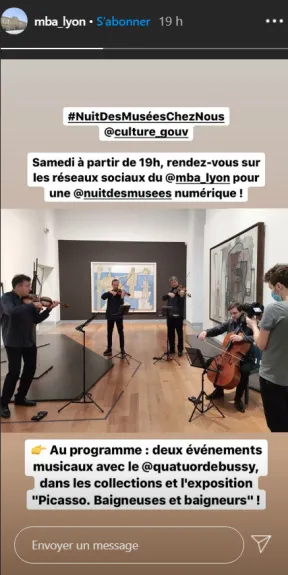 mba_lyon • S'abonner 19 h
#NuitDesMuséesChezNous
@culture_gouv
Samedi à partir de 19h, rendez-vous sur
les réseaux sociaux du @mba_lyon pour
une @nuitdesmusees numérique !
👉 Au programme : deux événements
musicaux avec le @quatuordebussy,
dans les collections et l'exposition
"Picasso. Baigneuses et baigneurs" !
Envoyer un message